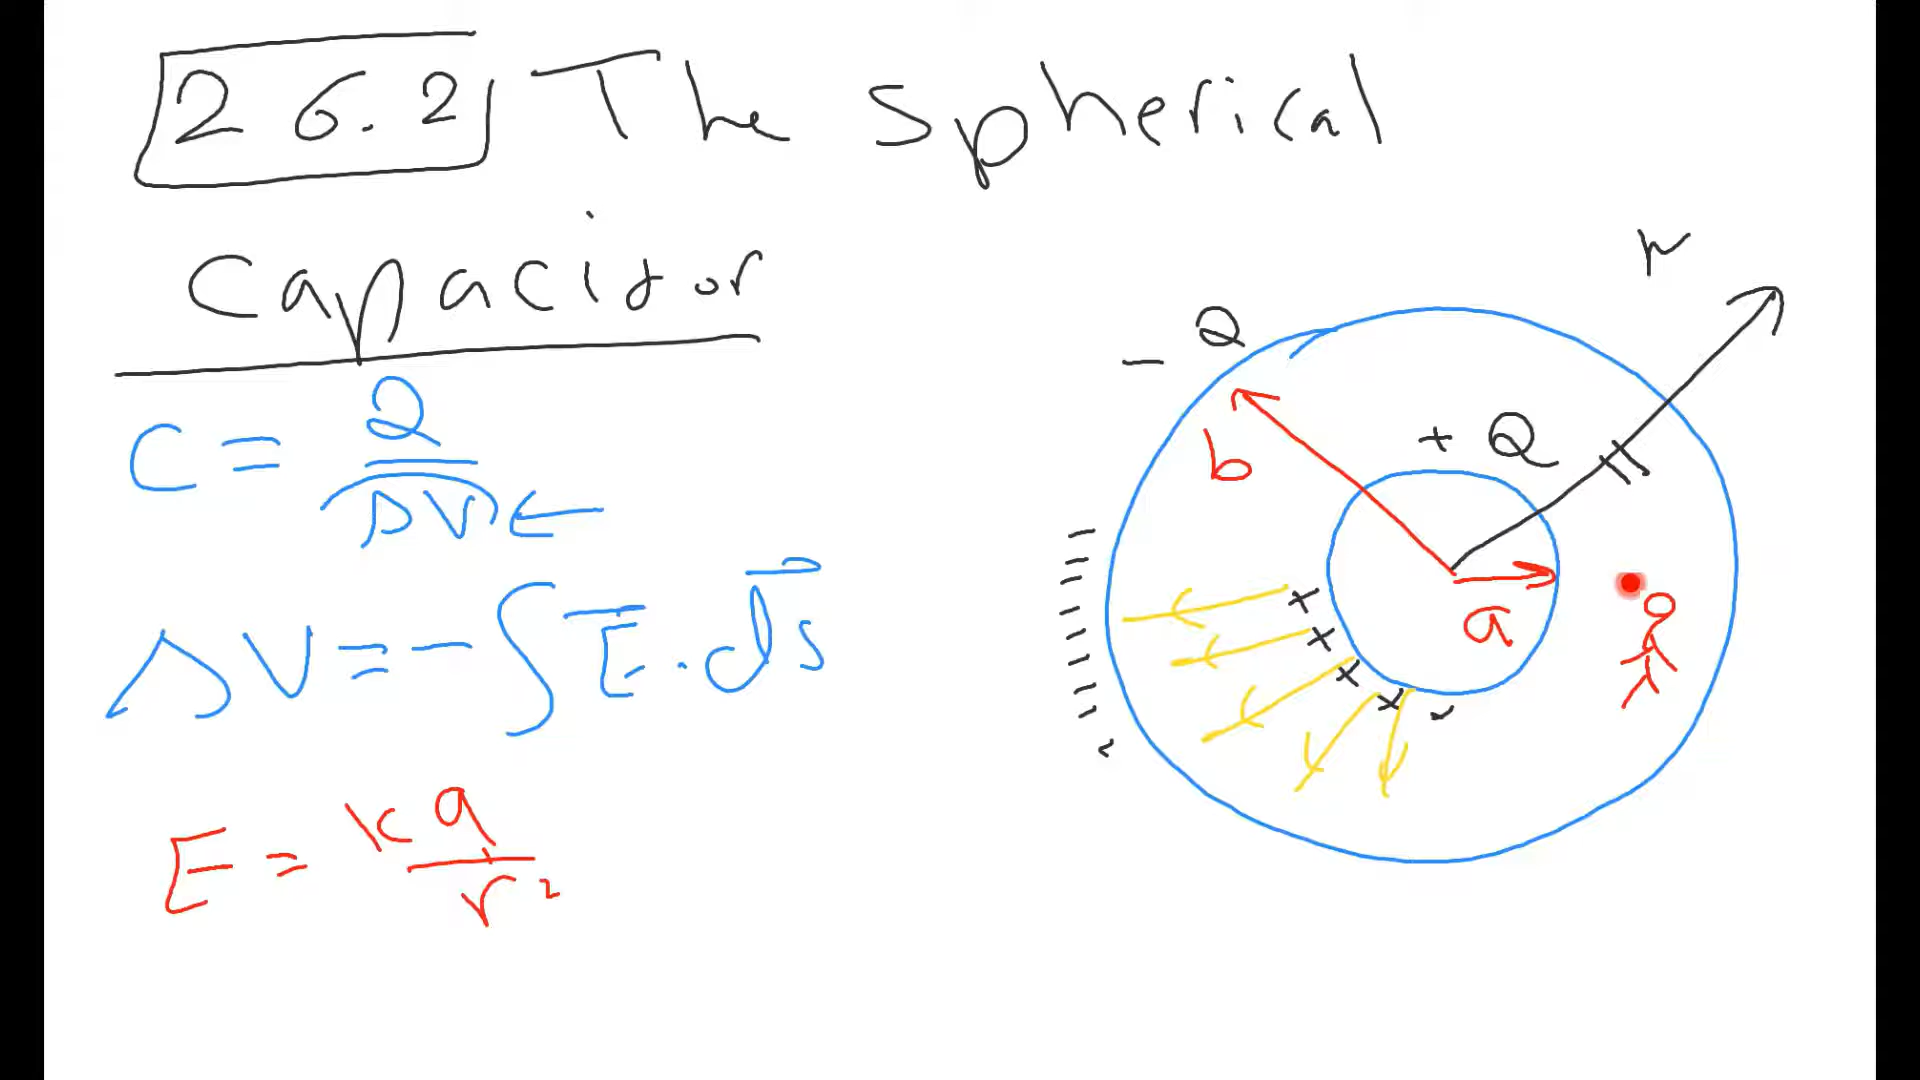 26.2 The Spherical
Capacitor
C = Q / ΔV ←
ΔV = - ∫ E · ds
E = kq / r²
r
- Q
+ Q
b
a